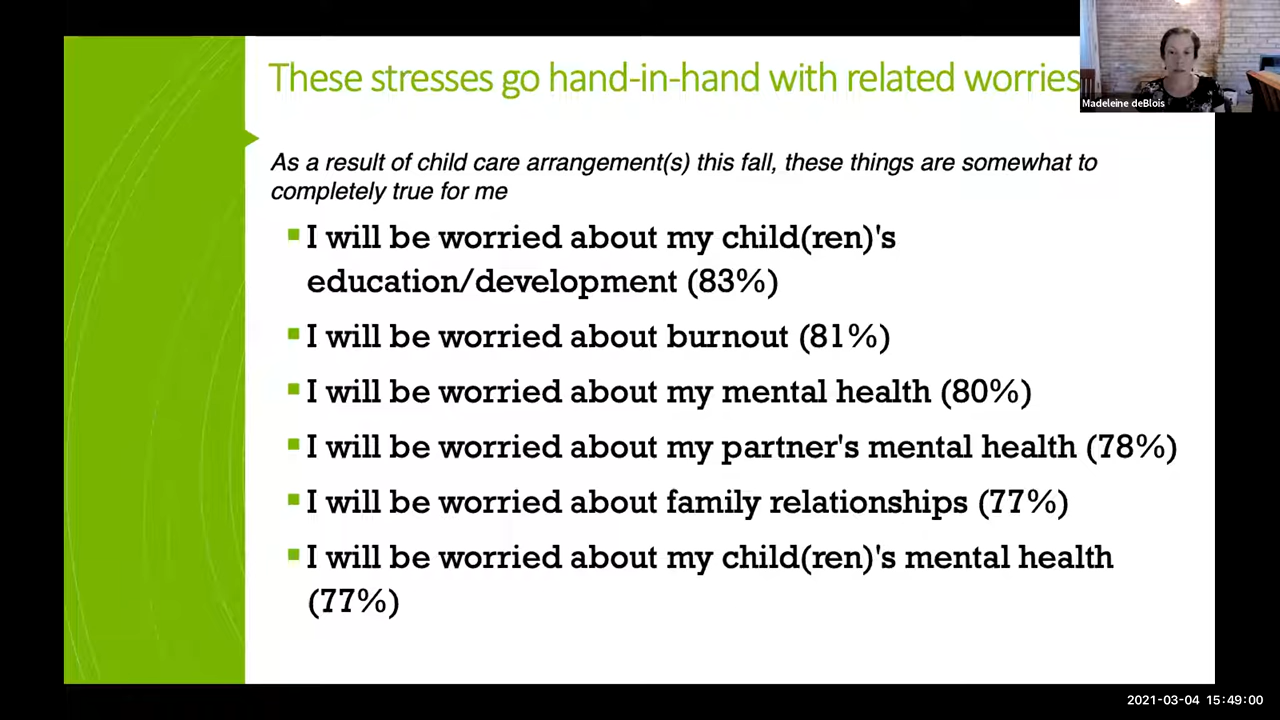 These stresses go hand-in-hand with related worries
Madeleine deBlois
As a result of child care arrangement(s) this fall, these things are somewhat to
completely true for me
▪ I will be worried about my child(ren)'s
education/development (83%)
▪ I will be worried about burnout (81%)
▪ I will be worried about my mental health (80%)
▪ I will be worried about my partner's mental health (78%)
▪ I will be worried about family relationships (77%)
▪ I will be worried about my child(ren)'s mental health
(77%)
2021-03-04 15:49:00